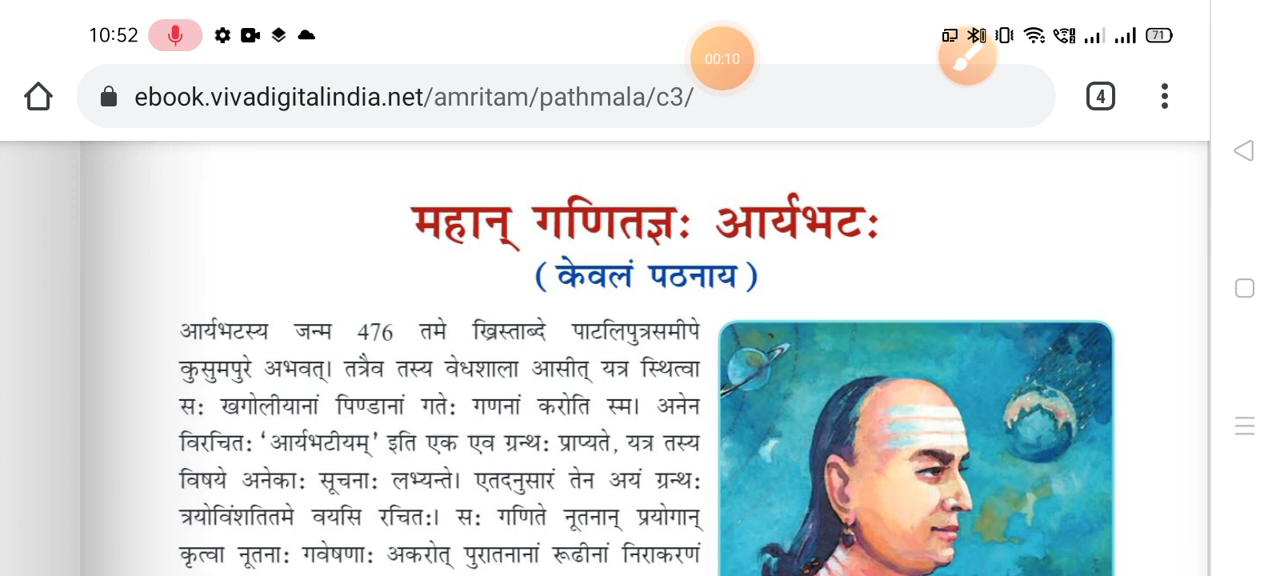 10:52
00:10
71
ebook.vivadigitalindia.net/amritam/pathmala/c3/
4
महान् गणितज्ञः आर्यभटः
( केवलं पठनाय )
आर्यभटस्य जन्म 476 तमे ख्रिस्ताब्दे पाटलिपुत्रसमीपे
कुसुमपुरे अभवत्। तत्रैव तस्य वेधशाला आसीत् यत्र स्थित्वा
सः खगोलीयानां पिण्डानां गतेः गणनां करोति स्म। अनेन
विरचितः 'आर्यभटीयम्' इति एक एव ग्रन्थः प्राप्यते, यत्र तस्य
विषये अनेकाः सूचनाः लभ्यन्ते। एतदनुसारं तेन अयं ग्रन्थः
त्रयोविंशतितमे वयसि रचितः। सः गणिते नूतनान् प्रयोगान्
कृत्वा नूतनाः गवेषणाः अकरोत् पुरातनानां रूढीनां निराकरणं